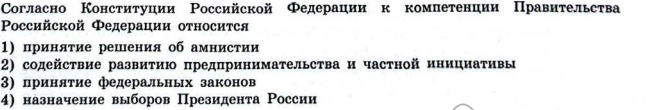 Согласно Конституции Российской Федерации к компетенции Правительства
Российской Федерации относится
1) принятие решения об амнистии
2) содействие развитию предпринимательства и частной инициативы
3) принятие федеральных законов
4) назначение выборов Президента России